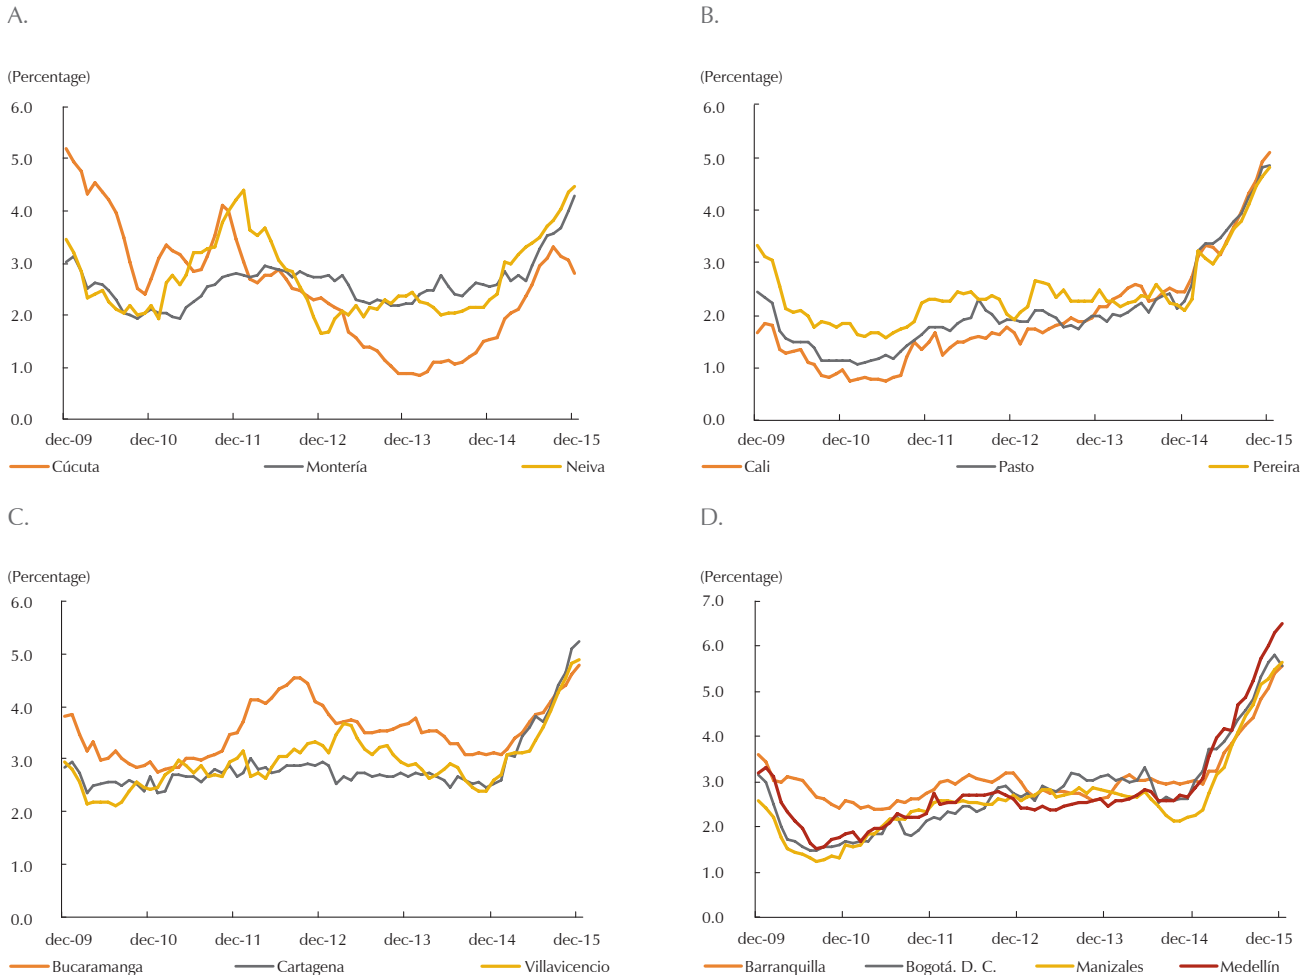 A.
(Percentage)
6.0
5.0
4.0
3.0
2.0
1.0
0.0
dec-09 dec-10 dec-11 dec-12 dec-13 dec-14 dec-15
Cúcuta Montería Neiva
B.
(Percentage)
6.0
5.0
4.0
3.0
2.0
1.0
0.0
dec-09 dec-10 dec-11 dec-12 dec-13 dec-14 dec-15
Cali Pasto Pereira
C.
(Percentage)
6.0
5.0
4.0
3.0
2.0
1.0
0.0
dec-09 dec-10 dec-11 dec-12 dec-13 dec-14 dec-15
Bucaramanga Cartagena Villavicencio
D.
(Percentage)
7.0
6.0
5.0
4.0
3.0
2.0
1.0
0.0
dec-09 dec-10 dec-11 dec-12 dec-13 dec-14 dec-15
Barranquilla Bogotá. D. C. Manizales Medellín